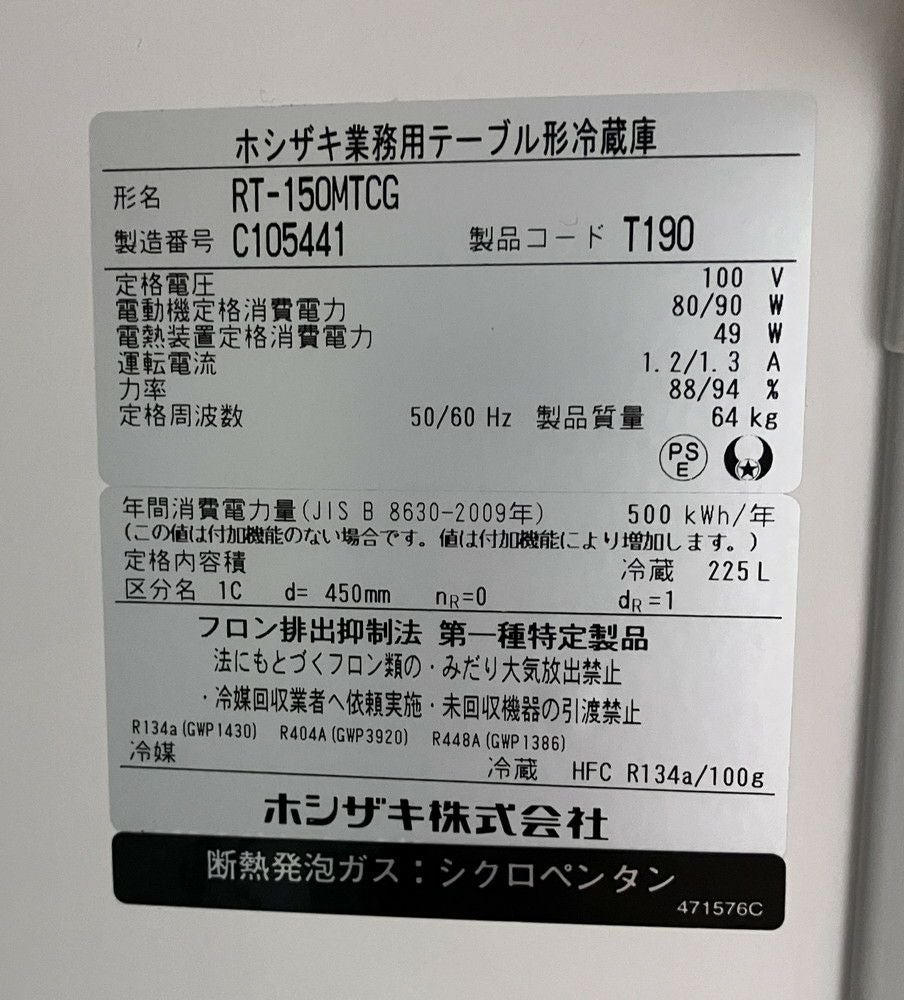 ホシザキ業務用テーブル形冷蔵庫
形名 RT-150MTCG
製造番号 C105441 製品コード T190
定格電圧 100 V
電動機定格消費電力 80/90 W
電熱装置定格消費電力 49 W
運転電流 1.2/1.3 A
力率 88/94 %
定格周波数 50/60 Hz 製品質量 64 kg
PS E
年間消費電力量(JIS B 8630-2009年) 500 kWh/年
(この値は付加機能のない場合です。値は付加機能により増加します。)
定格内容積 冷蔵 225L
区分名 1C d= 450mm nR=0 dR=1
フロン排出抑制法 第一種特定製品
法にもとづくフロン類の・みだり大気放出禁止
・冷媒回収業者へ依頼実施・未回収機器の引渡禁止
R134a(GWP1430) R404A(GWP3920) R448A(GWP1386)
冷媒 冷蔵 HFC R134a/100g
ホシザキ株式会社
断熱発泡ガス：シクロペンタン
471576C